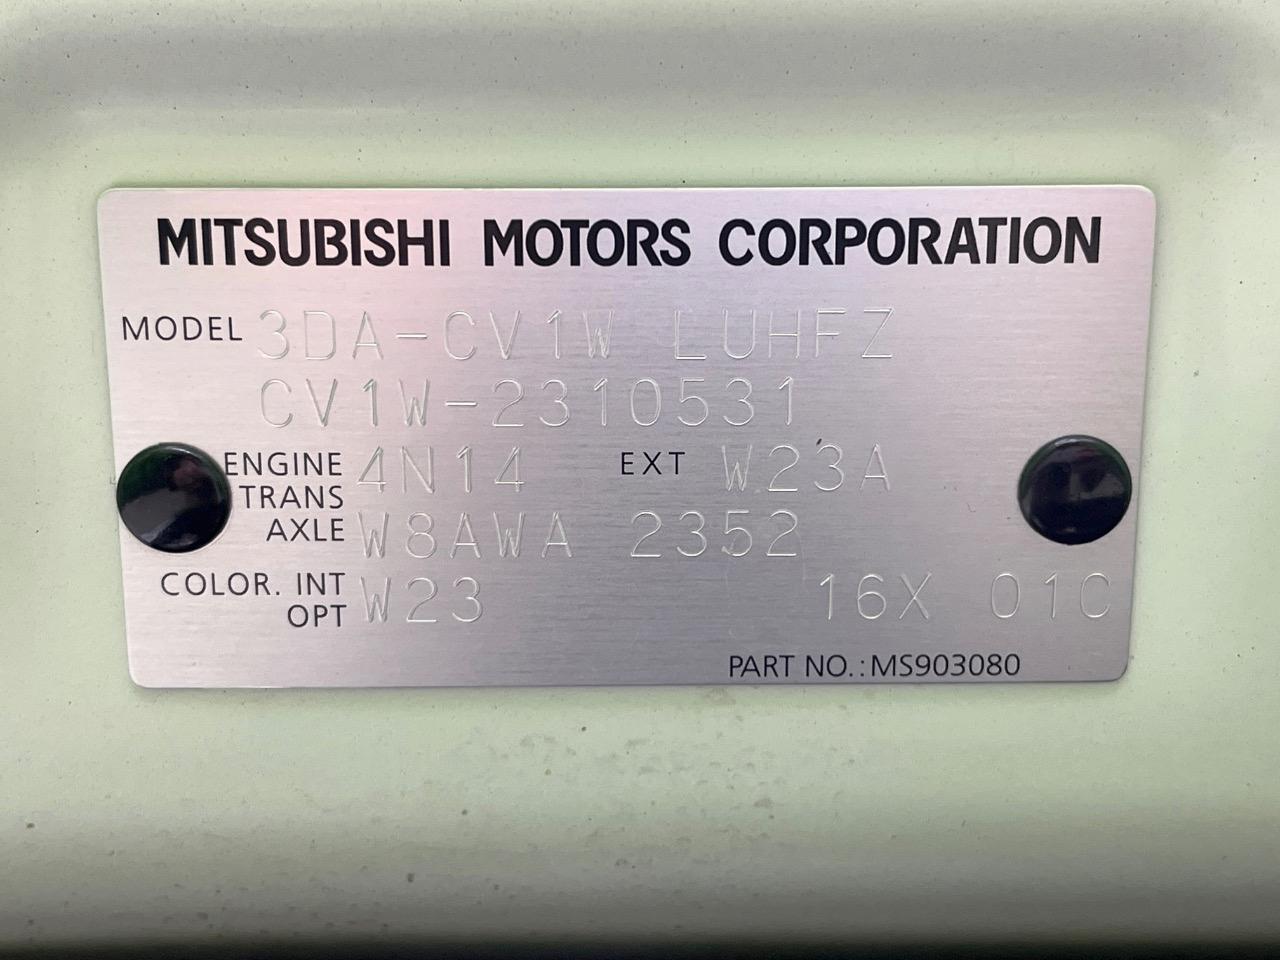 MITSUBISHI MOTORS CORPORATION
MODEL 3DA-CV1W LUHFZ
CV1W-2310531
ENGINE 4N14 EXT W23A
TRANS
AXLE W8AWA 2352
COLOR. INT W23 16X 01C
OPT
PART NO.:MS903080